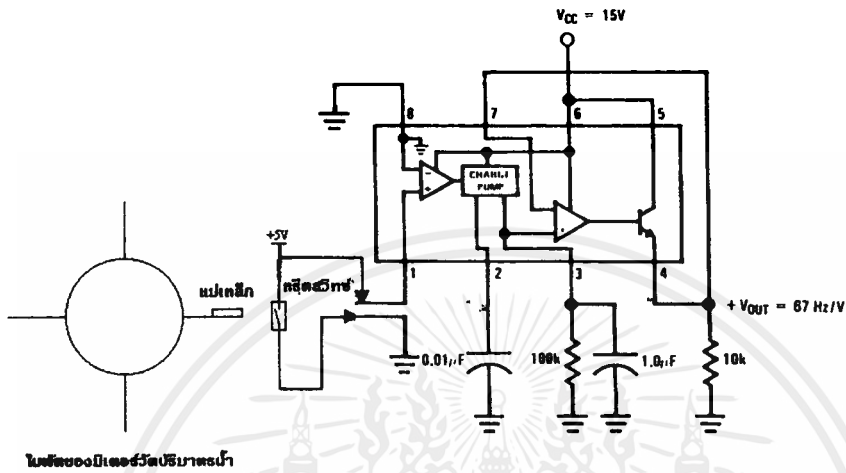 V_CC = 15V
8
7
6
5
CHARGE
PUMP
+5V
แม่เหล็ก
รีดสวิทซ์
1
2
3
4
+ V_OUT = 67 Hz/V
0.01μF
100k
1.0μF
10k
ใบพัดของมิเตอร์วัดปริมาตรน้ำ